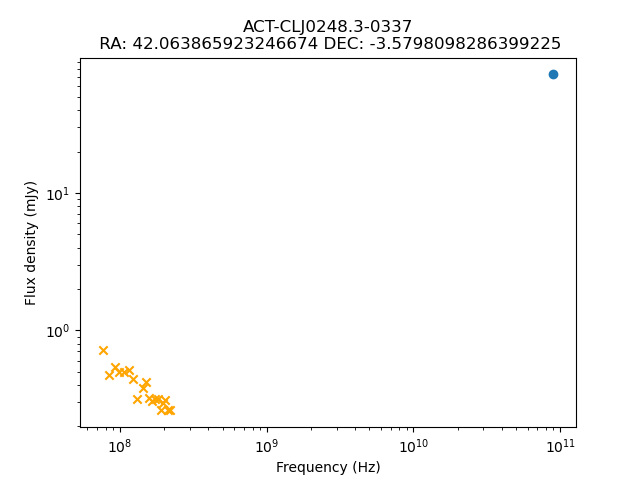 ACT-CLJ0248.3-0337
RA: 42.063865923246674 DEC: -3.5798098286399225
Flux density (mJy)
10¹
10⁰
10⁸ 10⁹ 10¹⁰ 10¹¹
Frequency (Hz)